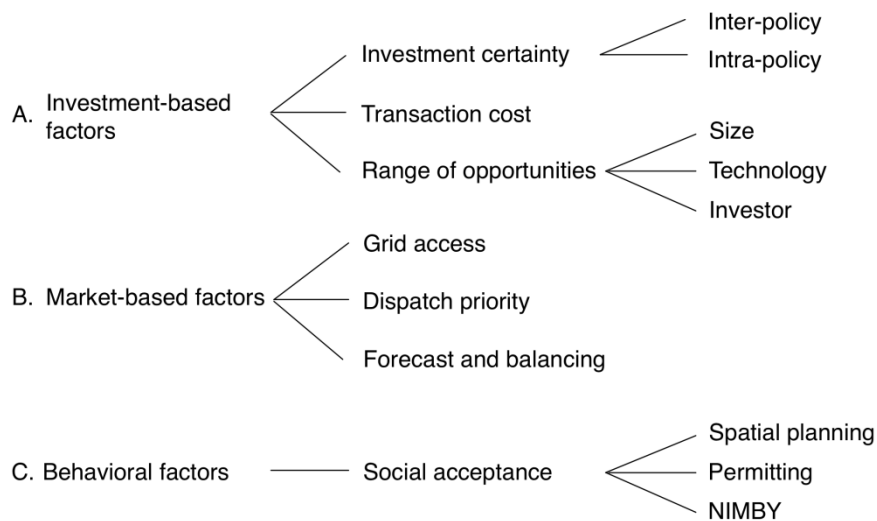 Inter-policy
Investment certainty
Intra-policy
A. Investment-based
factors
Transaction cost
Size
Range of opportunities
Technology
Investor
Grid access
B. Market-based factors
Dispatch priority
Forecast and balancing
Spatial planning
C. Behavioral factors
Social acceptance
Permitting
NIMBY